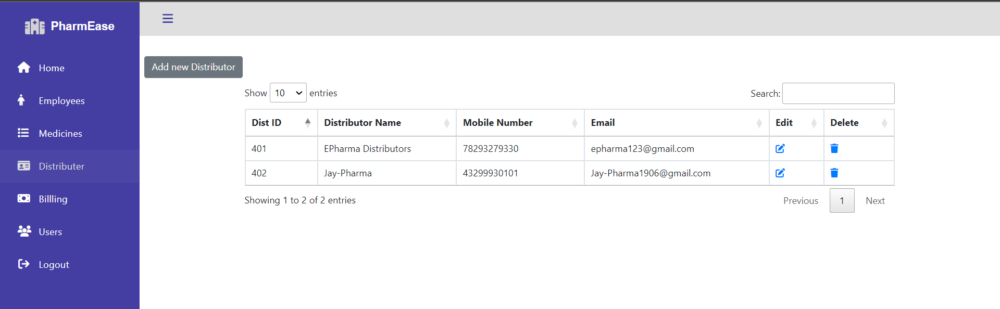 PharmEase
Home
Employees
Medicines
Distributer
Billling
Users
Logout
Add new Distributor
Show 10 entries
Search:
Dist ID Distributor Name Mobile Number Email Edit Delete
401 EPharma Distributors 78293279330 epharma123@gmail.com
402 Jay-Pharma 43299930101 Jay-Pharma1906@gmail.com
Showing 1 to 2 of 2 entries
Previous 1 Next